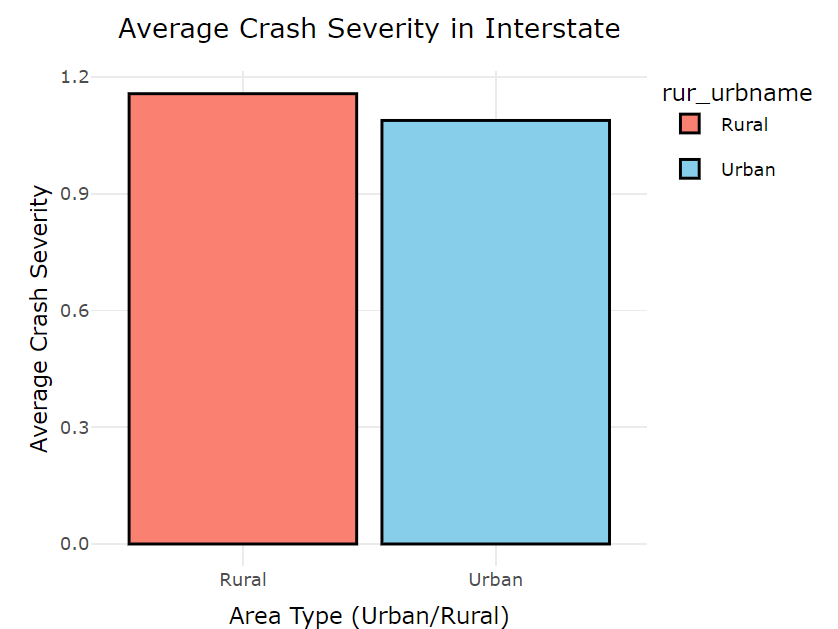 Average Crash Severity in Interstate
1.2
0.9
0.6
0.3
0.0
Average Crash Severity
Rural
Urban
Area Type (Urban/Rural)
rur_urbname
Rural
Urban